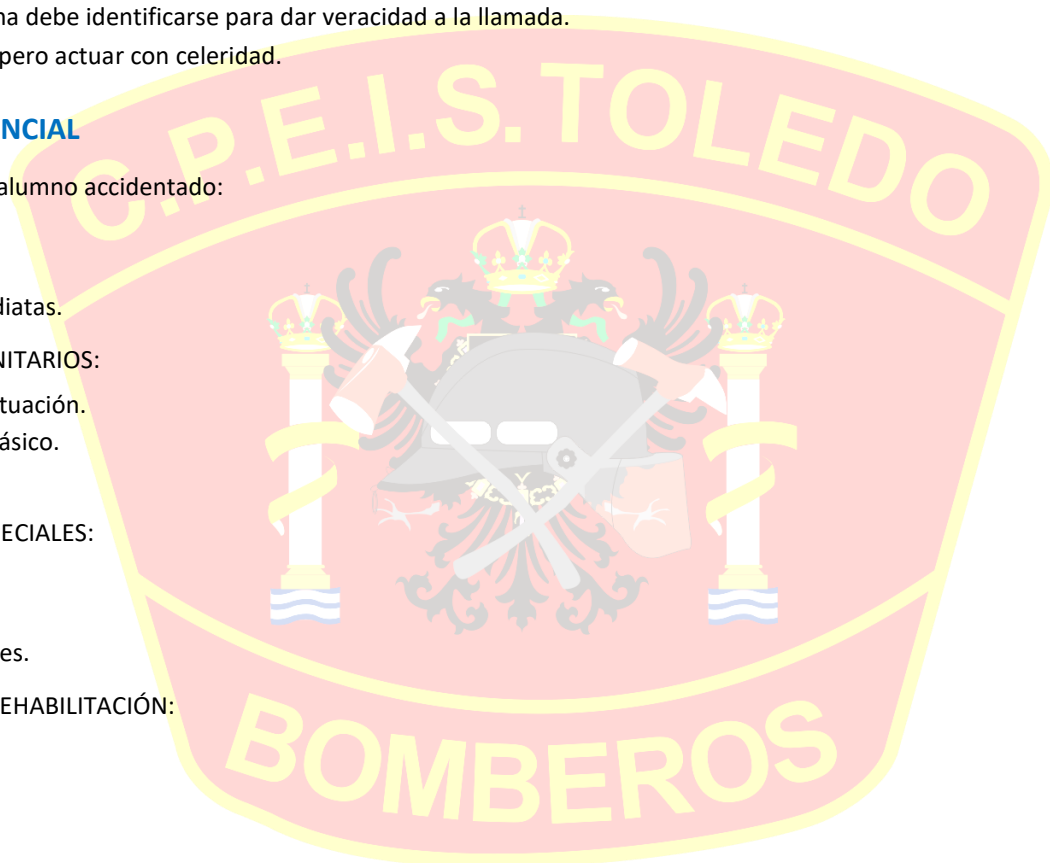 na debe identificarse para dar veracidad a la llamada.
pero actuar con celeridad.
NCIAL
alumno accidentado:
diatas.
NITARIOS:
tuación.
ásico.
PECIALES:
es.
EHABILITACIÓN:
C.P.E.I.S. TOLEDO
BOMBEROS